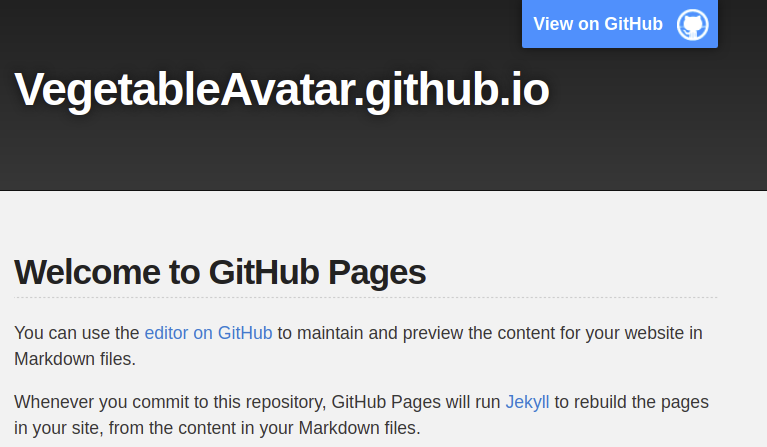 View on GitHub
VegetableAvatar.github.io
Welcome to GitHub Pages
You can use the editor on GitHub to maintain and preview the content for your website in
Markdown files.
Whenever you commit to this repository, GitHub Pages will run Jekyll to rebuild the pages
in your site, from the content in your Markdown files.